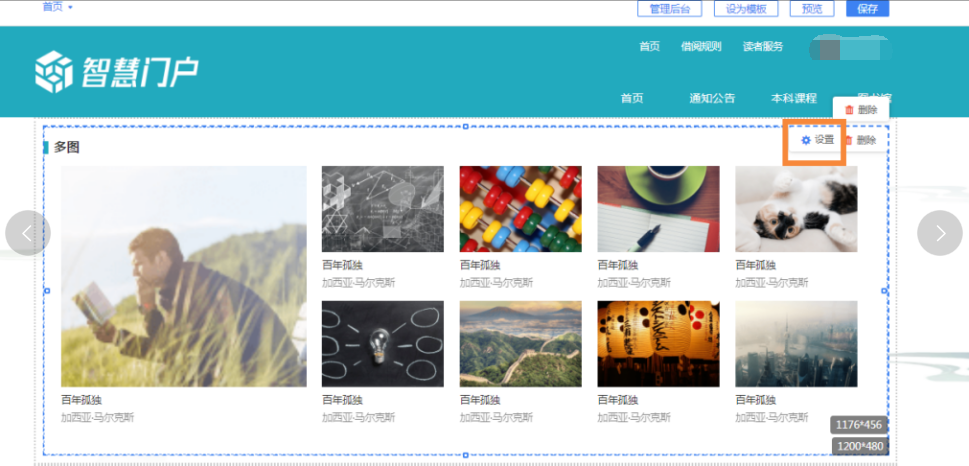 首页
管理后台 设为模板 预览 保存
智慧门户
首页 借阅规则 读者服务
首页 通知公告 本科课程
删除
多图
设置 删除
百年孤独 百年孤独 百年孤独 百年孤独
加西亚·马尔克斯 加西亚·马尔克斯 加西亚·马尔克斯 加西亚·马尔克斯
百年孤独 百年孤独 百年孤独 百年孤独 百年孤独
加西亚·马尔克斯 加西亚·马尔克斯 加西亚·马尔克斯 加西亚·马尔克斯 加西亚·马尔克斯
1176*456
1200*480